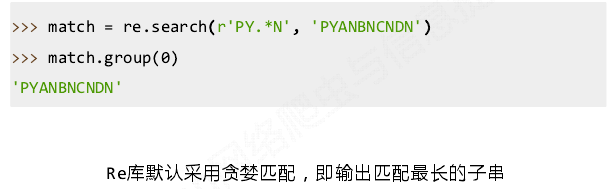 >>> match = re.search(r'PY.*N', 'PYANBNCNDN')
>>> match.group(0)
'PYANBNCNDN'
Re库默认采用贪婪匹配，即输出匹配最长的子串